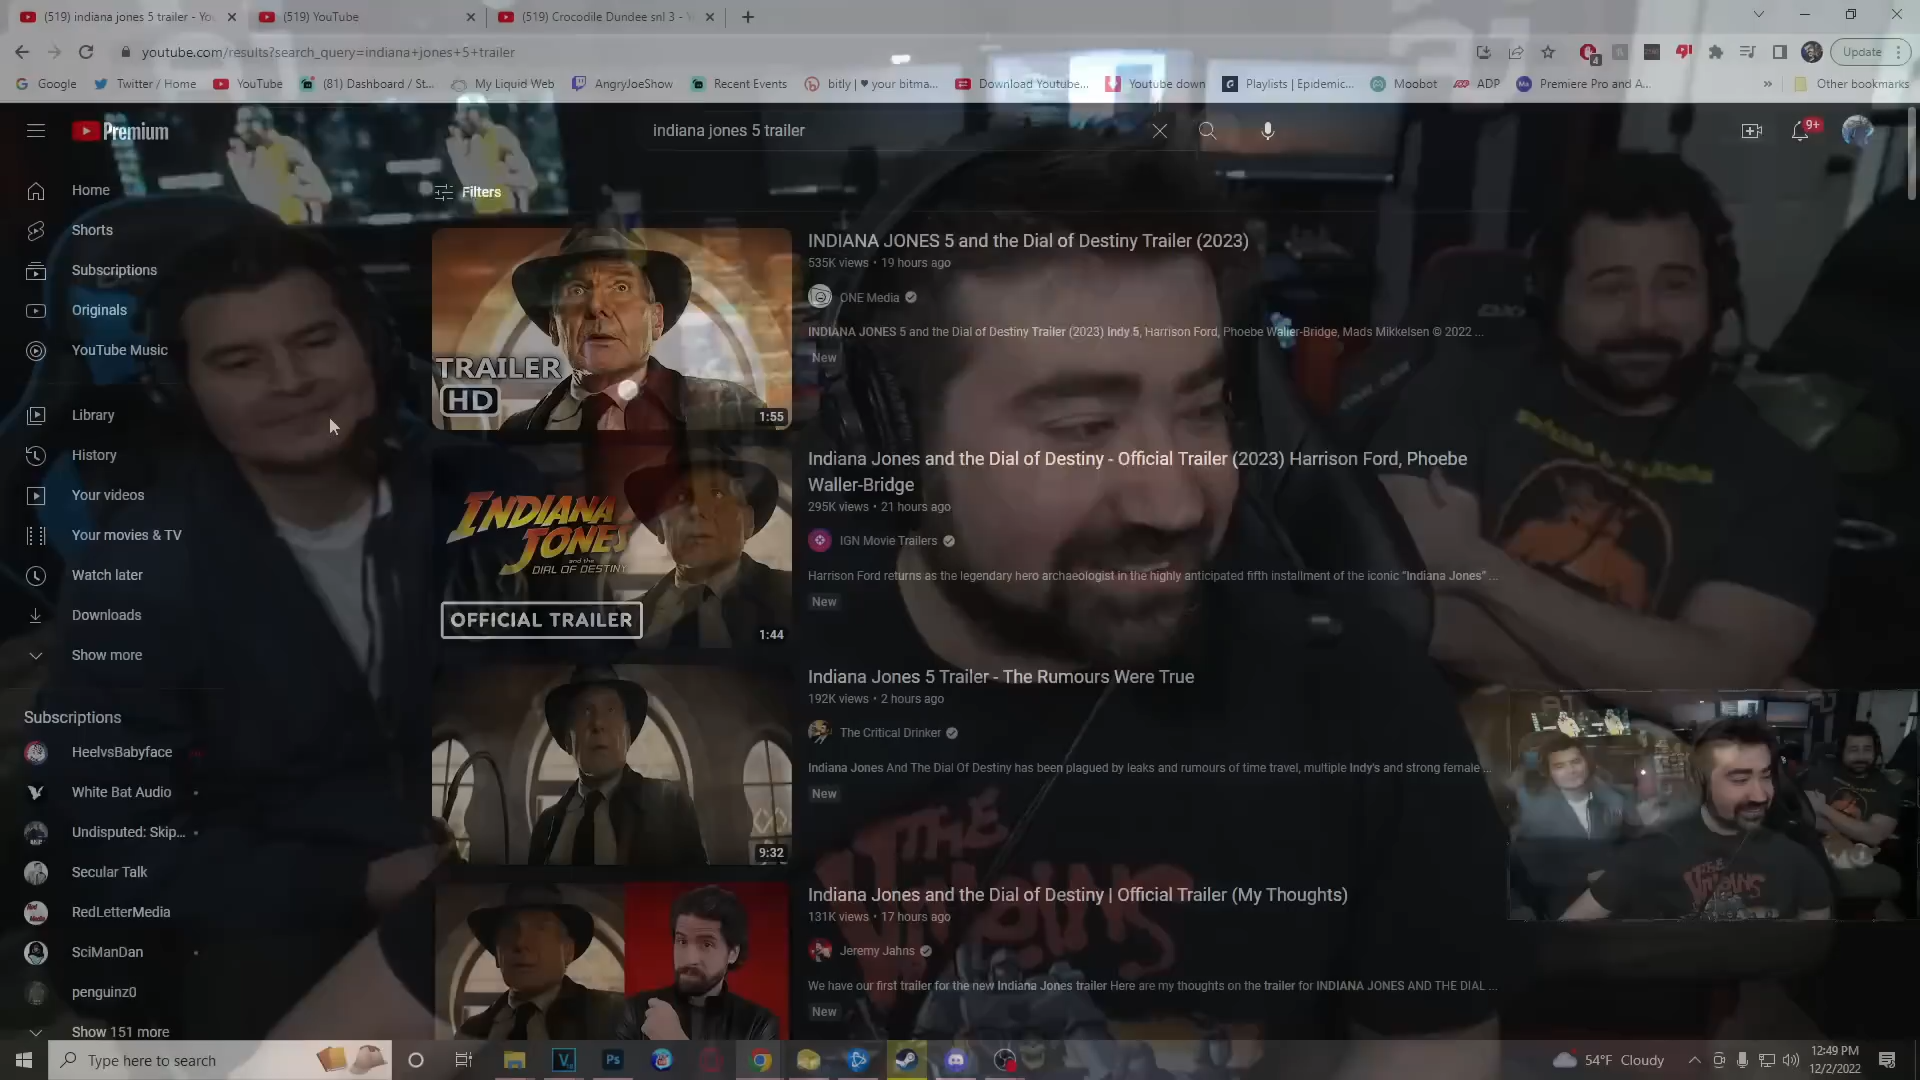 (519) indiana jones 5 trailer - Yo
(519) YouTube
(519) Crocodile Dundee snl 3 -
youtube.com/results?search_query=indiana+jones+5+trailer
Update
Google
Twitter / Home
YouTube
(81) Dashboard / St...
My Liquid Web
AngryJoeShow
Recent Events
bitly | ♥ your bitma...
Download Youtube...
Youtube down
Playlists | Epidemic...
Moobot
ADP
Premiere Pro and A...
»
Other bookmarks
Premium
indiana jones 5 trailer
9+
Home
Shorts
Subscriptions
Originals
YouTube Music
Library
History
Your videos
Your movies & TV
Watch later
Downloads
Show more
Subscriptions
HeelvsBabyface
White Bat Audio
Undisputed: Skip...
Secular Talk
RedLetterMedia
SciManDan
penguinz0
Show 151 more
Filters
TRAILER
HD
1:55
INDIANA JONES 5 and the Dial of Destiny Trailer (2023)
535K views • 19 hours ago
ONE Media
INDIANA JONES 5 and the Dial of Destiny Trailer (2023) Indy 5, Harrison Ford, Phoebe Waller-Bridge, Mads Mikkelsen © 2022 ...
New
INDIANA
JONES
and the
DIAL OF DESTINY
OFFICIAL TRAILER
1:44
Indiana Jones and the Dial of Destiny - Official Trailer (2023) Harrison Ford, Phoebe
Waller-Bridge
295K views • 21 hours ago
IGN Movie Trailers
Harrison Ford returns as the legendary hero archaeologist in the highly anticipated fifth installment of the iconic “Indiana Jones” ...
New
9:32
Indiana Jones 5 Trailer - The Rumours Were True
192K views • 2 hours ago
The Critical Drinker
Indiana Jones And The Dial Of Destiny has been plagued by leaks and rumours of time travel, multiple Indy's and strong female ...
New
Indiana Jones and the Dial of Destiny | Official Trailer (My Thoughts)
131K views • 17 hours ago
Jeremy Jahns
We have our first trailer for the new Indiana Jones trailer Here are my thoughts on the trailer for INDIANA JONES AND THE DIAL ...
New
THE
Villains
THE
Villains
Type here to search
Ps
54°F Cloudy
12:49 PM
12/2/2022